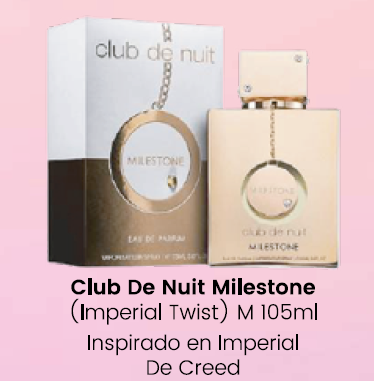 club de nuit
MILESTONE
EAU DE PARFUM
MILESTONE
club de nuit
MILESTONE
Club De Nuit Milestone
(Imperial Twist) M 105ml
Inspirado en Imperial
De Creed